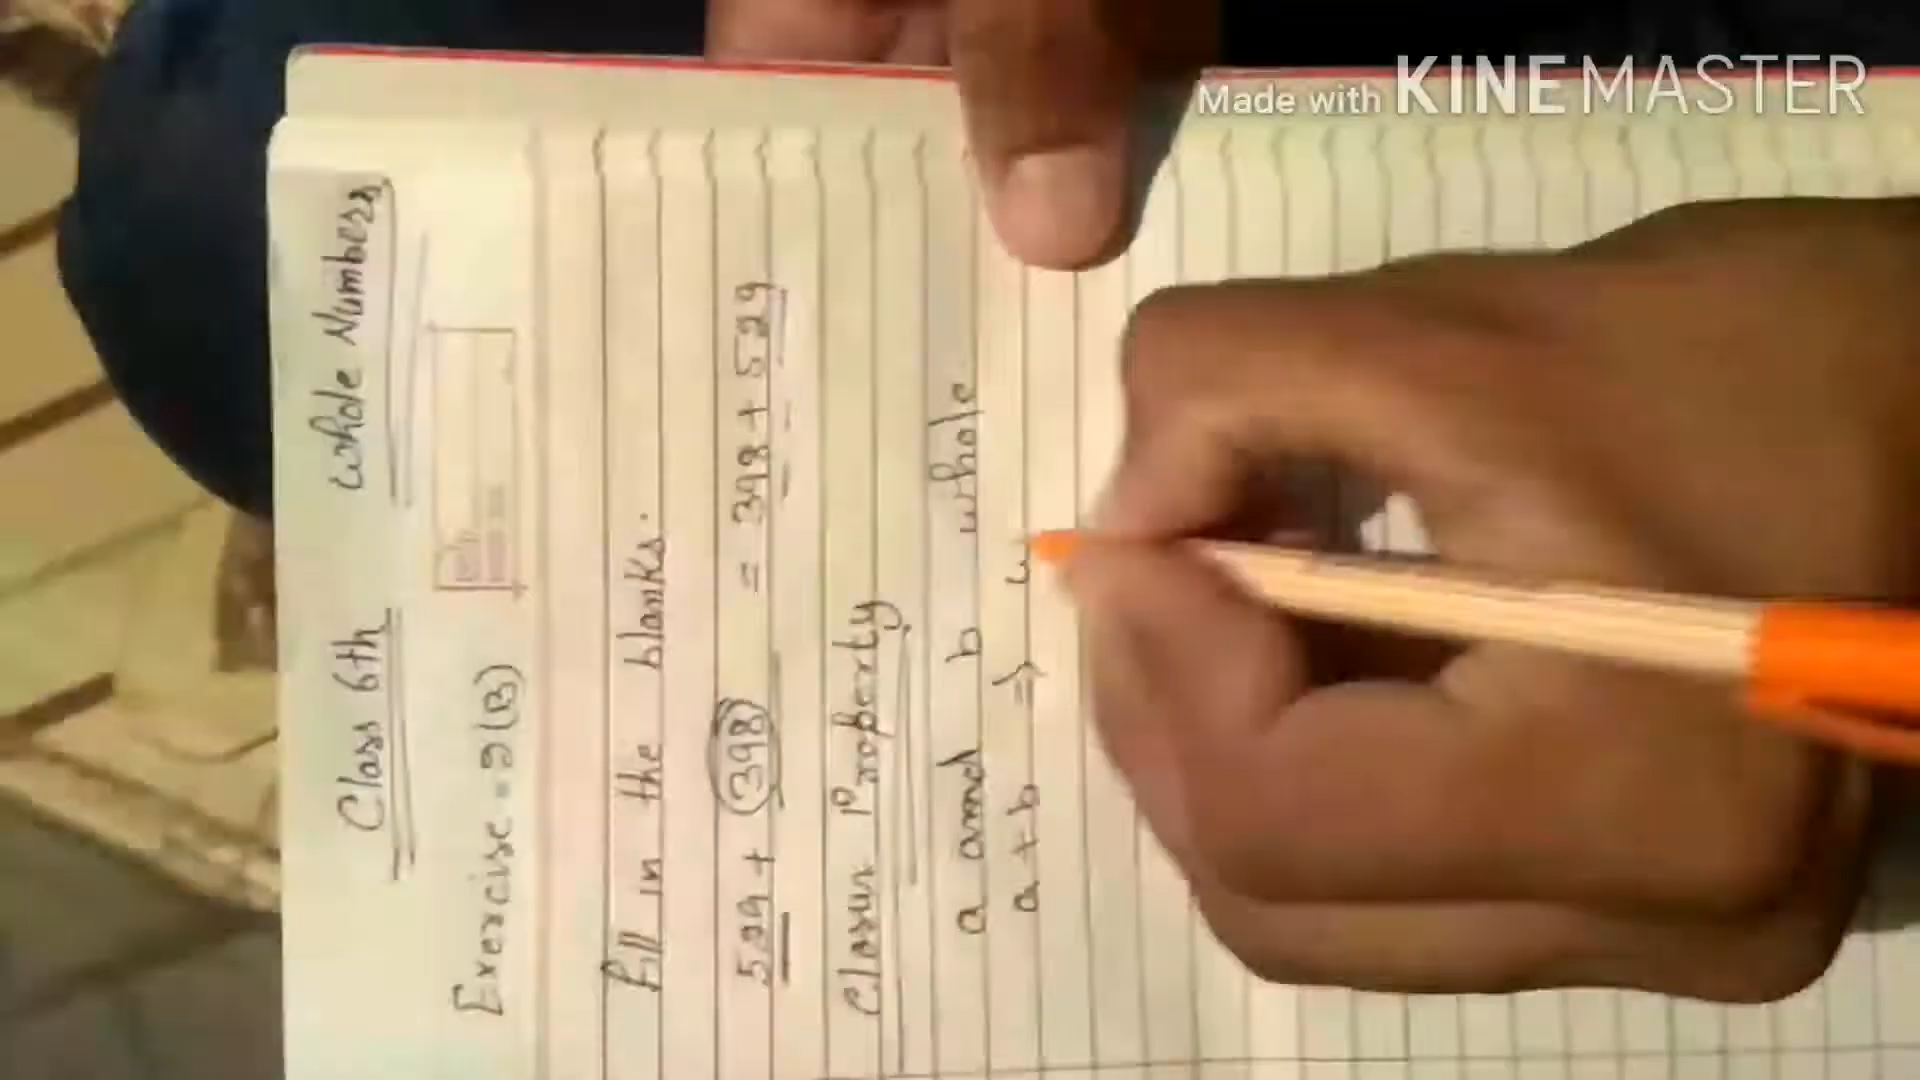 Made with KINEMASTER
Class 6th Whole Numbers
Exercise - 2(B)
Fill in the blanks.
529 + 398 = 398 + 529
Closur Property
a and b whole
a + b ⇒ w